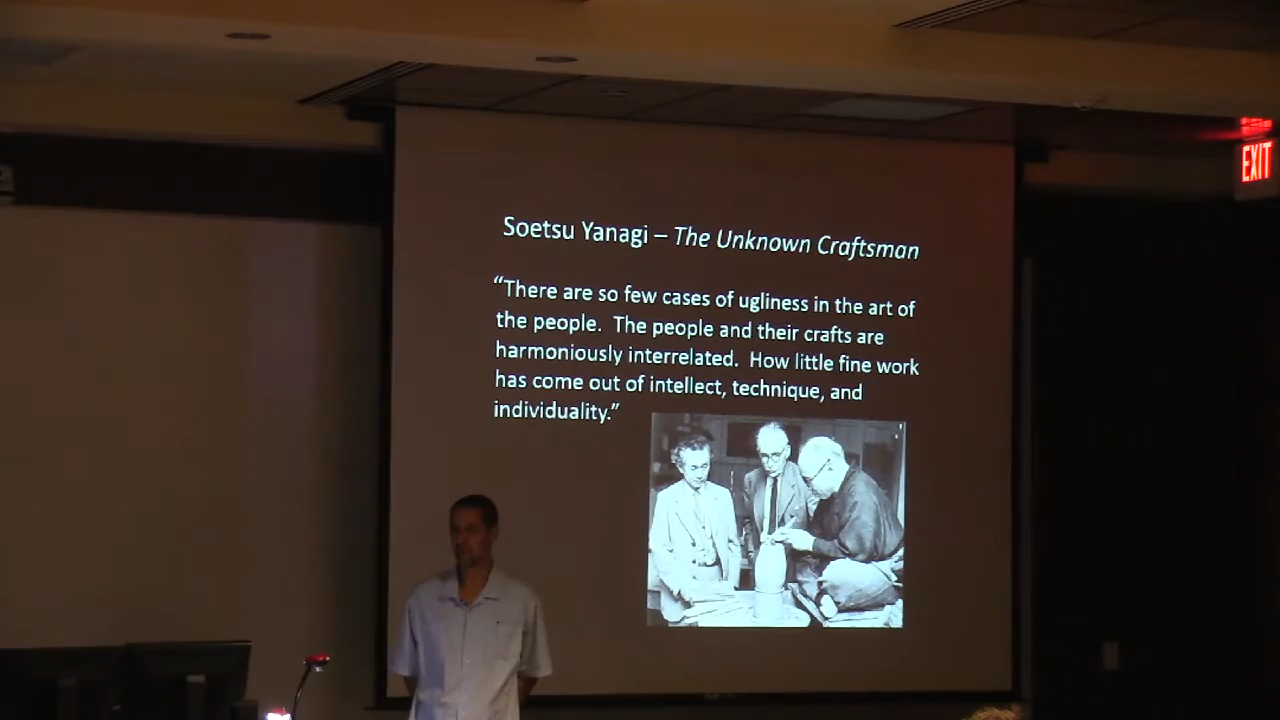 Soetsu Yanagi – The Unknown Craftsman
“There are so few cases of ugliness in the art of
the people.  The people and their crafts are
harmoniously interrelated.  How little fine work
has come out of intellect, technique, and
individuality.”
EXIT